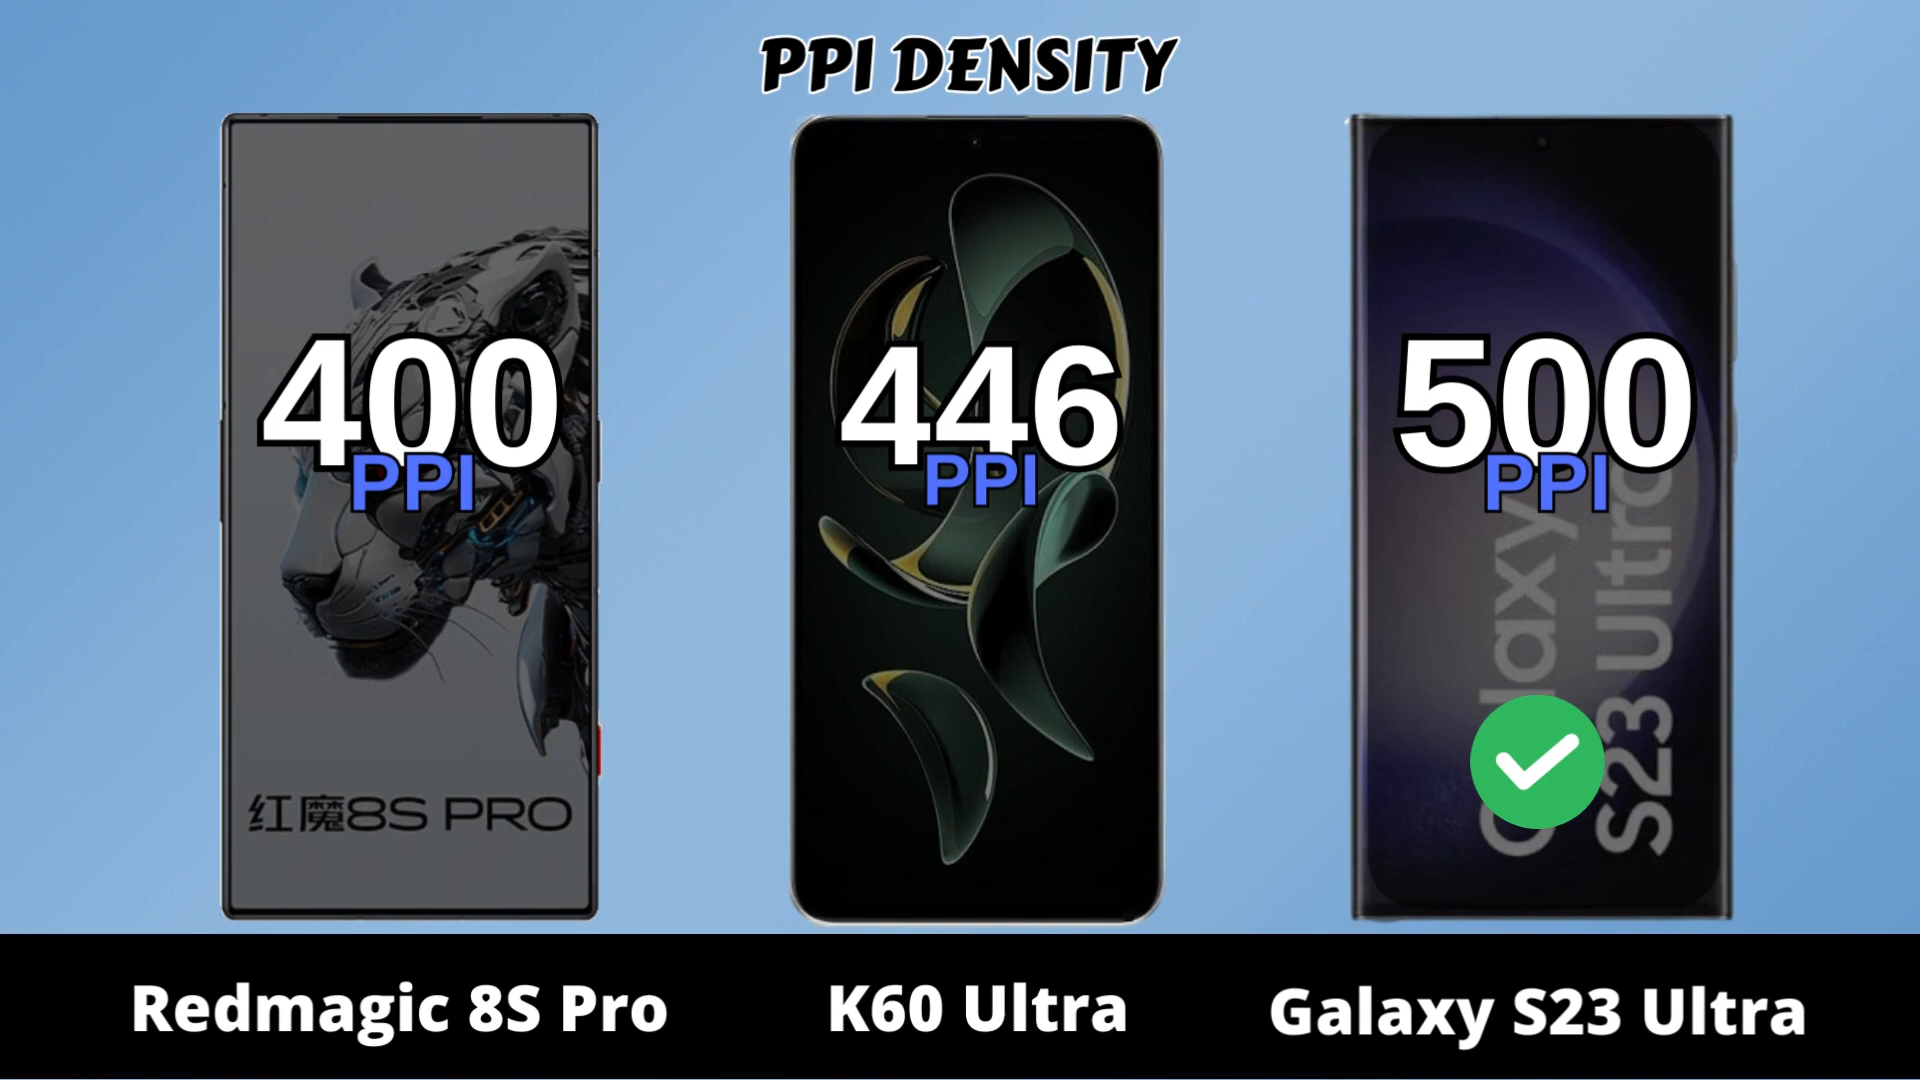 PPI DENSITY
400
PPI
446
PPI
500
PPI
红魔8S PRO
Galaxy
S23 Ultra
Redmagic 8S Pro
K60 Ultra
Galaxy S23 Ultra